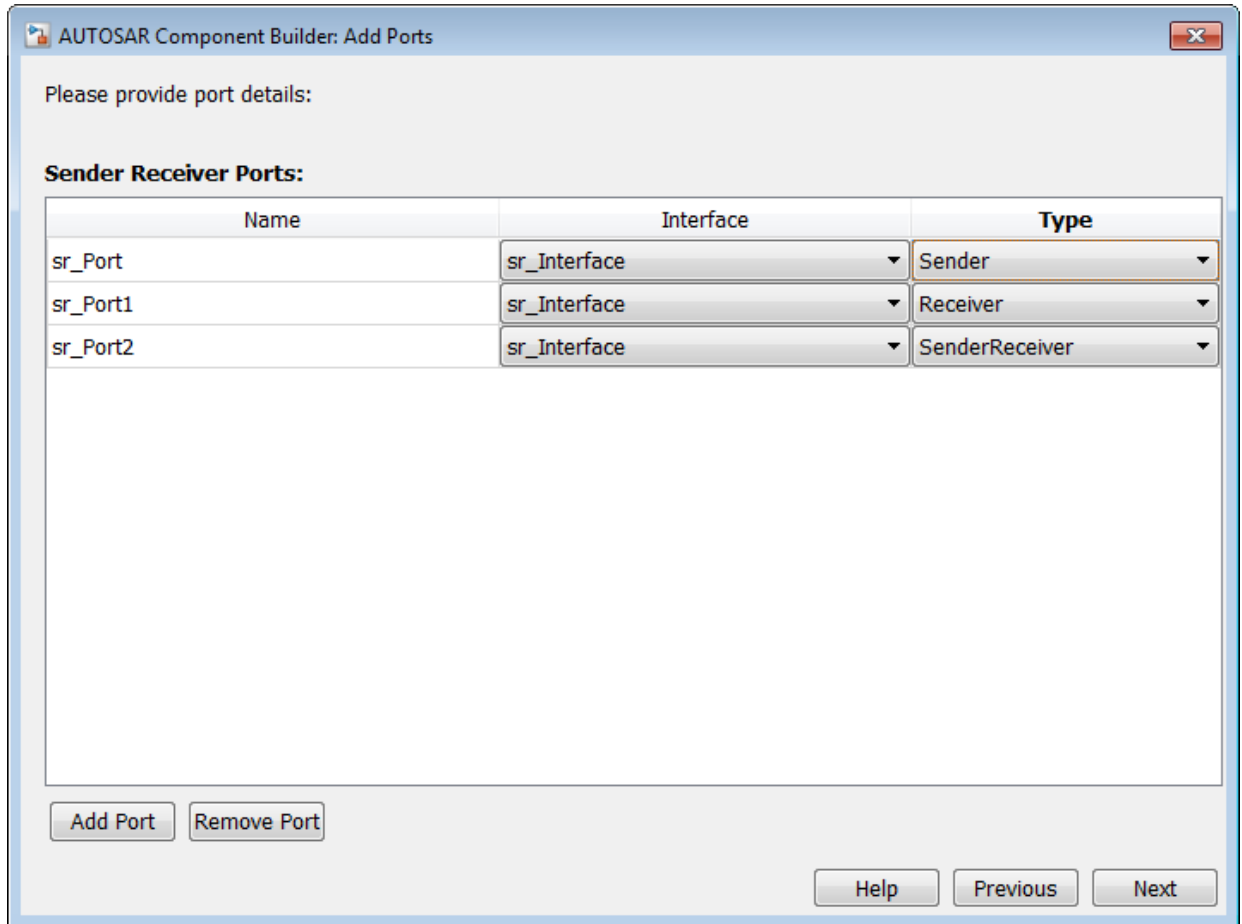 AUTOSAR Component Builder: Add Ports
Please provide port details:
Sender Receiver Ports:
Name Interface Type
sr_Port sr_Interface Sender
sr_Port1 sr_Interface Receiver
sr_Port2 sr_Interface SenderReceiver
Add Port Remove Port
Help Previous Next